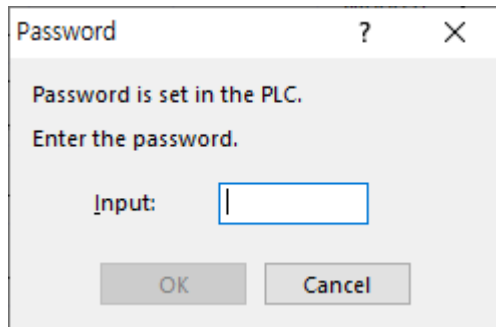 Password ?
Password is set in the PLC.
Enter the password.
Input:
OK Cancel